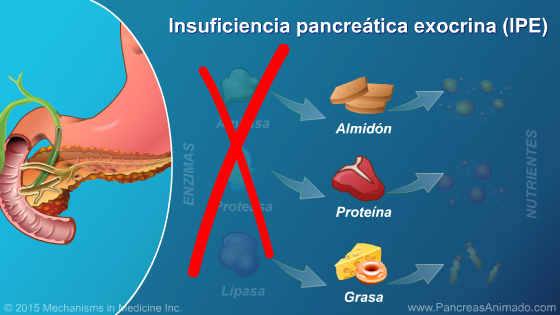 Insuficiencia pancreática exocrina (IPE)
Amilasa
Almidón
ENZIMAS
Proteasa
Proteína
NUTRIENTES
Lipasa
Grasa
© 2015 Mechanisms in Medicine Inc.
www.PancreasAnimado.com